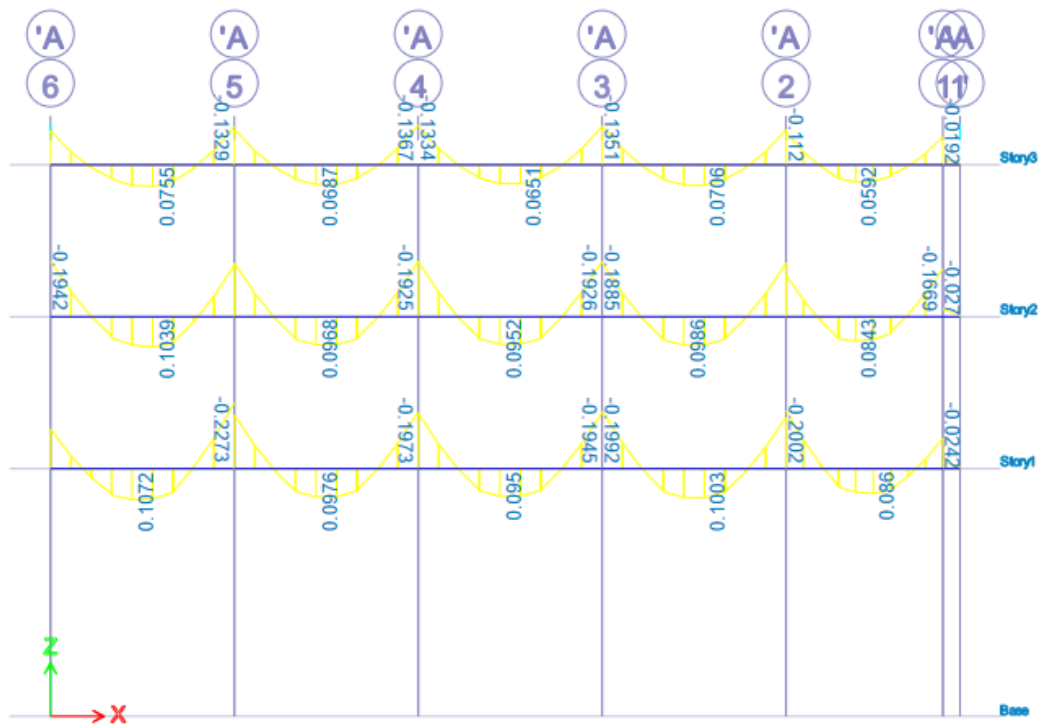 'A 'A 'A 'A 'A 'A 'A
6 5 4 3 2 1 1'
-0.1329 -0.1367 -0.1334 -0.1351 -0.112 -0.0192
Story3
0.0755 0.0687 0.0651 0.0706 0.0592
-0.1942 -0.1925 -0.1926 -0.1885 -0.1669 -0.027
Story2
0.1039 0.0968 0.0952 0.0986 0.0843
-0.2273 -0.1973 -0.1945 -0.1992 -0.2002 -0.0242
Story1
0.1072 0.0976 0.095 0.1003 0.086
Z
X
Base